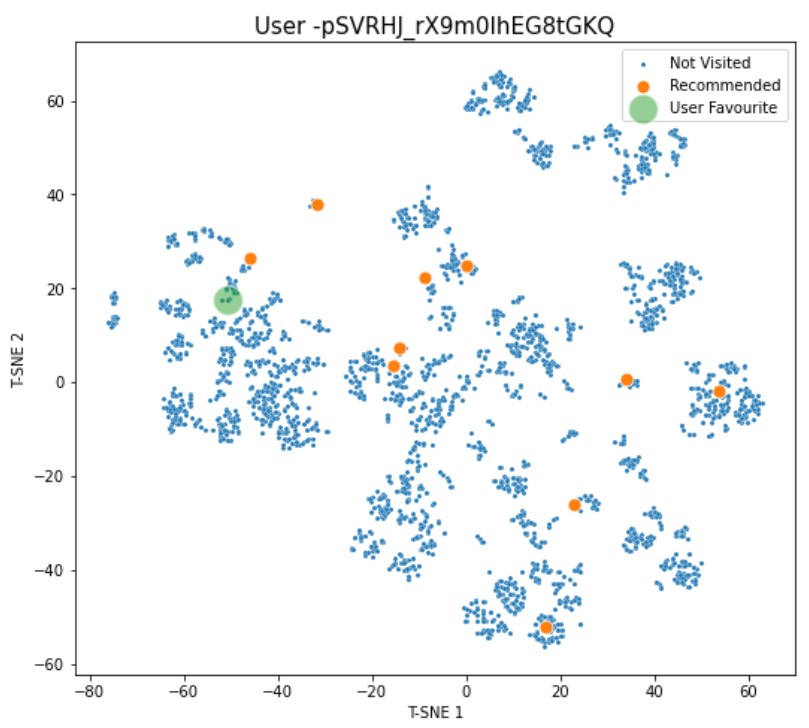 User -pSVRHJ_rX9m0IhEG8tGKQ
Not Visited
Recommended
User Favourite
60
40
20
0
−20
−40
−60
T-SNE 2
−80 −60 −40 −20 0 20 40 60
T-SNE 1